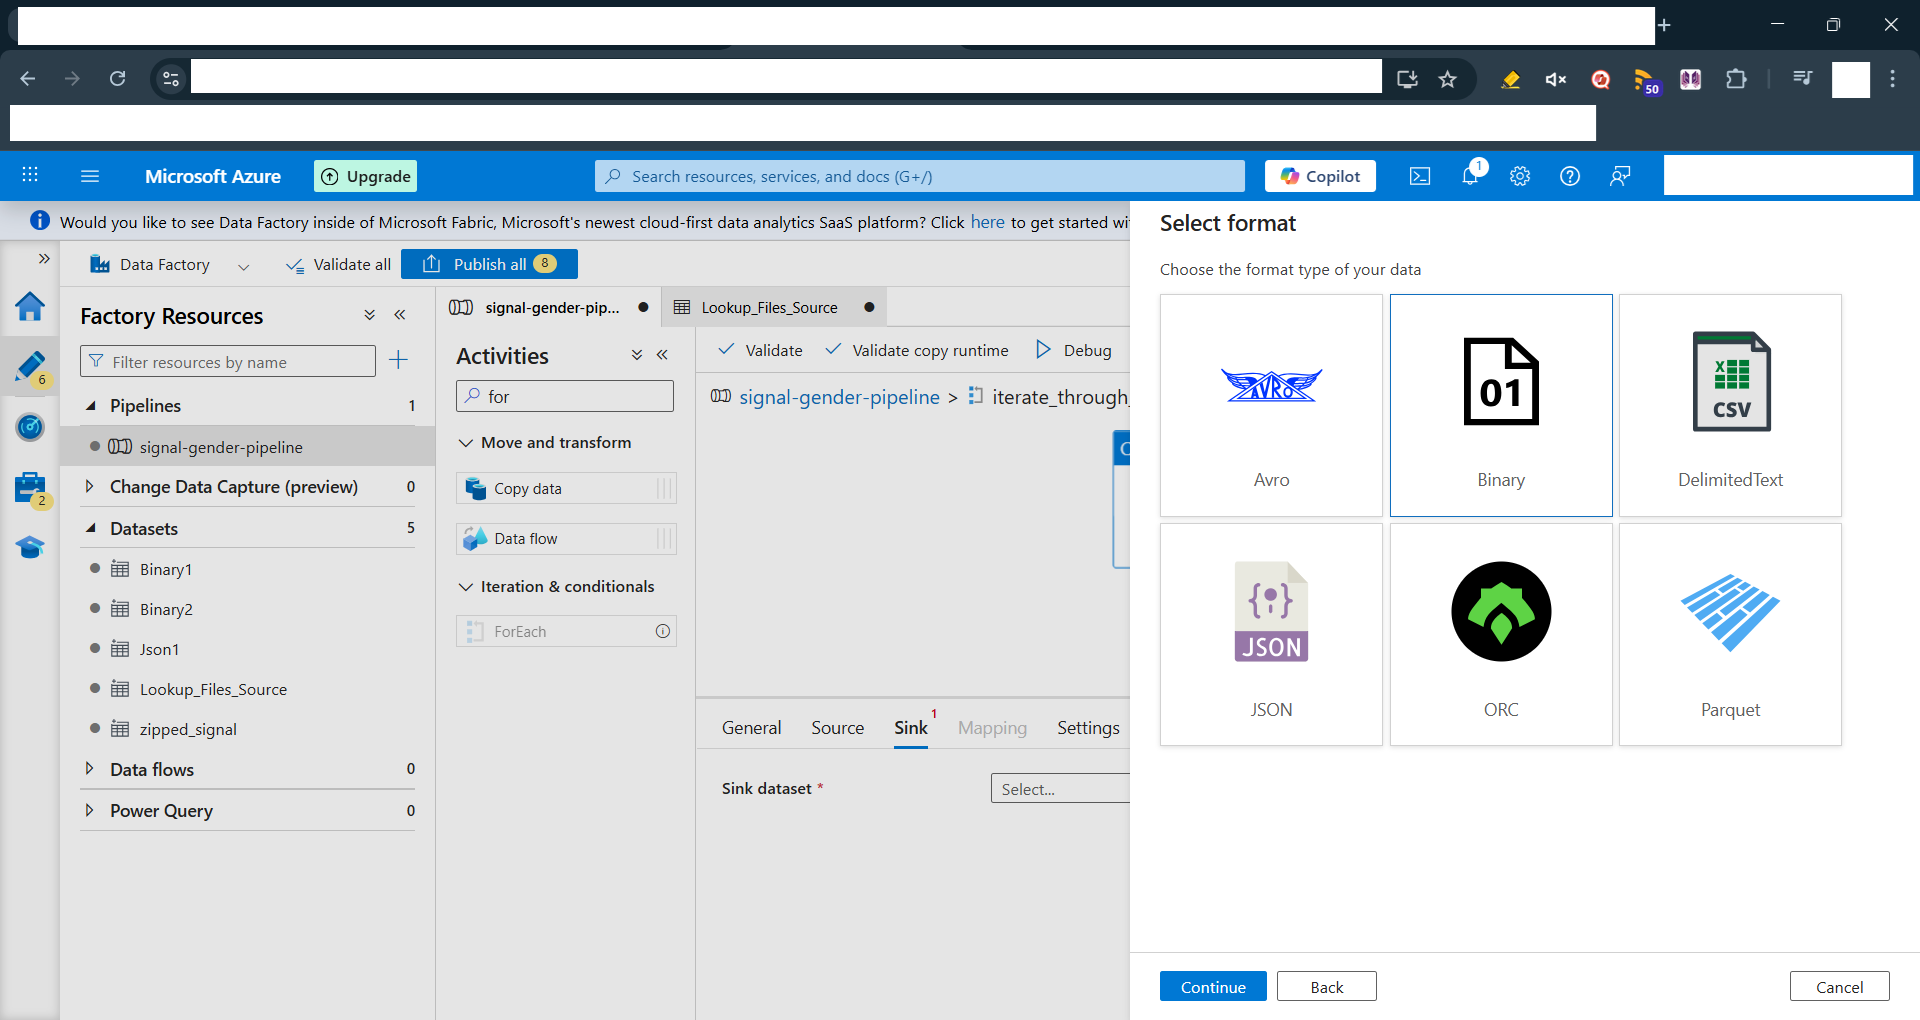 50
Microsoft Azure
Upgrade
Search resources, services, and docs (G+/)
Copilot
1
Would you like to see Data Factory inside of Microsoft Fabric, Microsoft's newest cloud-first data analytics SaaS platform? Click here to get started wi
Data Factory
Validate all
Publish all 8
6
2
Factory Resources
Filter resources by name
Pipelines 1
signal-gender-pipeline
Change Data Capture (preview) 0
Datasets 5
Binary1
Binary2
Json1
Lookup_Files_Source
zipped_signal
Data flows 0
Power Query 0
signal-gender-pip...
Lookup_Files_Source
Activities
for
Move and transform
Copy data
Data flow
Iteration & conditionals
ForEach
Validate
Validate copy runtime
Debug
signal-gender-pipeline > iterate_through_
General
Source
Sink 1
Mapping
Settings
Sink dataset *
Select...
Select format
Choose the format type of your data
AVRO
Avro
01
Binary
X
CSV
DelimitedText
JSON
JSON
ORC
Parquet
Continue
Back
Cancel